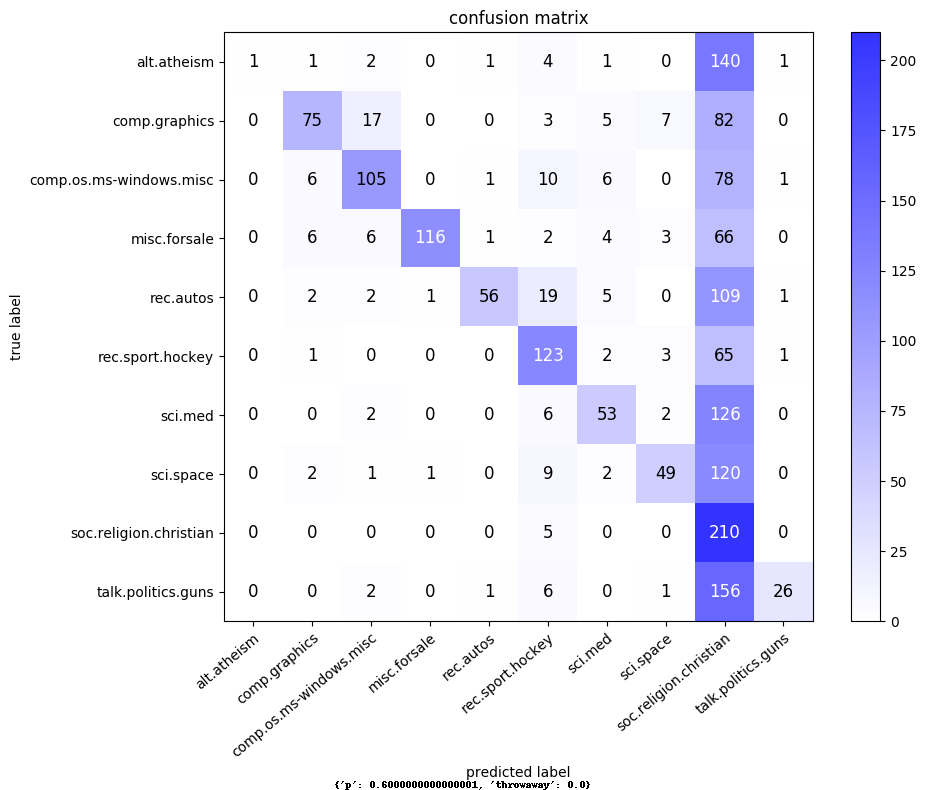 confusion matrix
alt.atheism 1 1 2 0 1 4 1 0 140 1
comp.graphics 0 75 17 0 0 3 5 7 82 0
comp.os.ms-windows.misc 0 6 105 0 1 10 6 0 78 1
misc.forsale 0 6 6 116 1 2 4 3 66 0
rec.autos 0 2 2 1 56 19 5 0 109 1
rec.sport.hockey 0 1 0 0 0 123 2 3 65 1
sci.med 0 0 2 0 0 6 53 2 126 0
sci.space 0 2 1 1 0 9 2 49 120 0
soc.religion.christian 0 0 0 0 0 5 0 0 210 0
talk.politics.guns 0 0 2 0 1 6 0 1 156 26
true label
alt.atheism
comp.graphics
comp.os.ms-windows.misc
misc.forsale
rec.autos
rec.sport.hockey
sci.med
sci.space
soc.religion.christian
talk.politics.guns
predicted label
{'p': 0.6000000000000001, 'throwaway': 0.0}
200
175
150
125
100
75
50
25
0